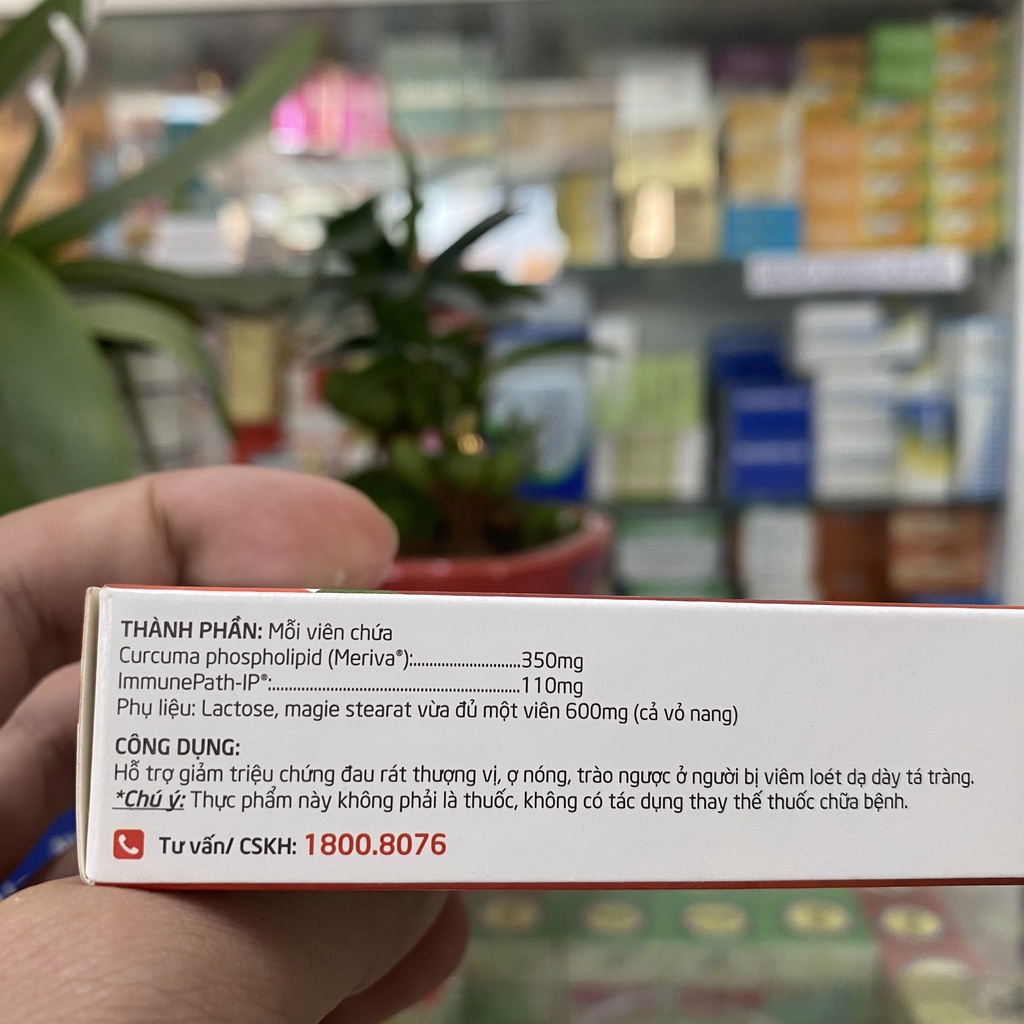 THÀNH PHẦN: Mỗi viên chứa
Curcuma phospholipid (Meriva®):...........................350mg
ImmunePath-IP®:..............................................................110mg
Phụ liệu: Lactose, magie stearat vừa đủ một viên 600mg (cả vỏ nang)
CÔNG DỤNG:
Hỗ trợ giảm triệu chứng đau rát thượng vị, ợ nóng, trào ngược ở người bị viêm loét dạ dày tá tràng.
*Chú ý: Thực phẩm này không phải là thuốc, không có tác dụng thay thế thuốc chữa bệnh.
Tư vấn/ CSKH: 1800.8076